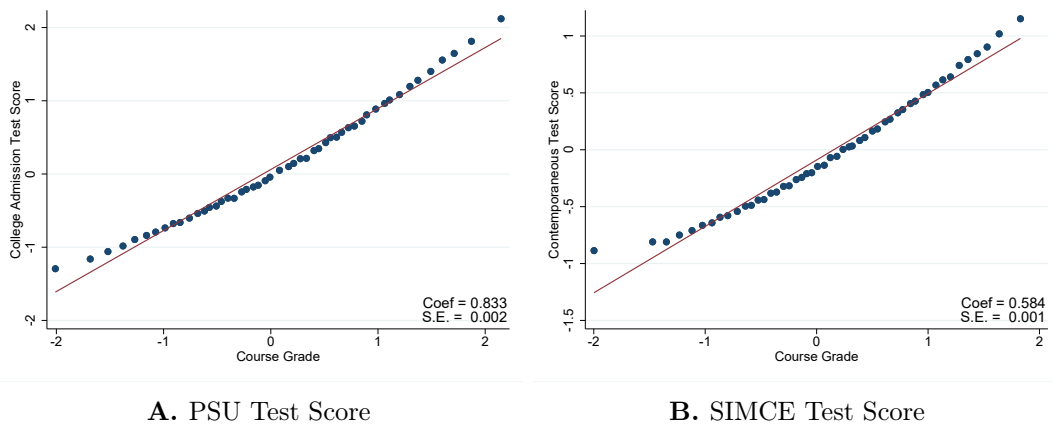 College Admission Test Score
2
1
0
-1
-2
-2 -1 0 1 2
Course Grade
Coef = 0.833
S.E. = 0.002
A. PSU Test Score
Contemporaneous Test Score
1
.5
0
-.5
-1
-1.5
-2 -1 0 1 2
Course Grade
Coef = 0.584
S.E. = 0.001
B. SIMCE Test Score